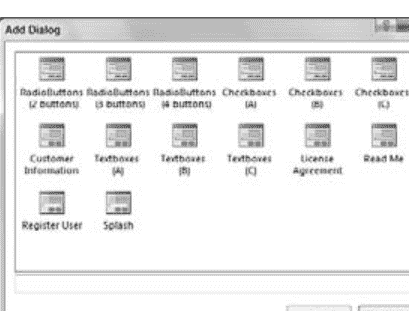 Add Dialog
RadioButtons RadioButtons RadioButtons Checkboxes Checkboxes Checkboxes
(2 buttons) (3 buttons) (4 buttons) (A) (B) (C)
Customer Textboxes Textboxes Textboxes License Read Me
Information (A) (B) (C) Agreement
Register User Splash